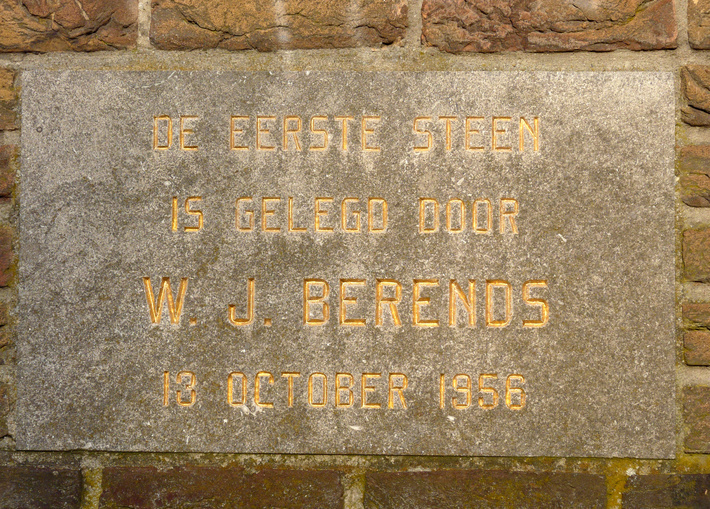 DE EERSTE STEEN
IS GELEGD DOOR
W. J. BERENDS
13 OCTOBER 1956